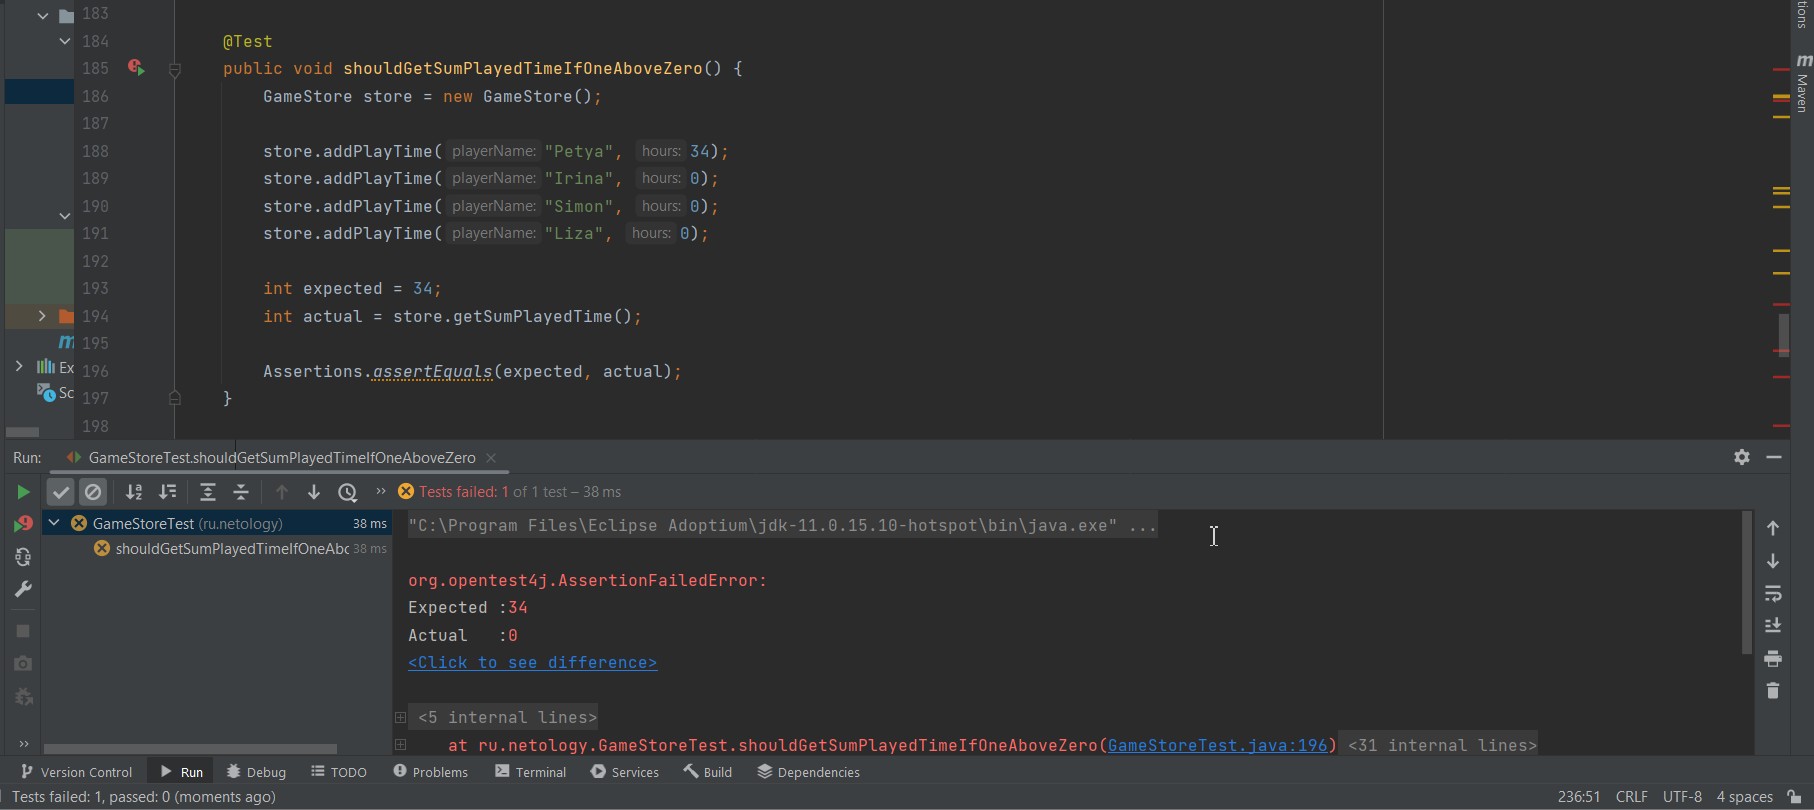 183
184 @Test
185 public void shouldGetSumPlayedTimeIfOneAboveZero() {
186 GameStore store = new GameStore();
187
188 store.addPlayTime( playerName: "Petya", hours: 34);
189 store.addPlayTime( playerName: "Irina", hours: 0);
190 store.addPlayTime( playerName: "Simon", hours: 0);
191 store.addPlayTime( playerName: "Liza", hours: 0);
192
193 int expected = 34;
194 int actual = store.getSumPlayedTime();
m 195
Ex 196 Assertions.assertEquals(expected, actual);
Sc 197 }
198
tions
m Maven
Run: GameStoreTest.shouldGetSumPlayedTimeIfOneAboveZero
» Tests failed: 1 of 1 test – 38 ms
GameStoreTest (ru.netology) 38 ms
shouldGetSumPlayedTimeIfOneAbc 38 ms
"C:\Program Files\Eclipse Adoptium\jdk-11.0.15.10-hotspot\bin\java.exe" ...
org.opentest4j.AssertionFailedError:
Expected :34
Actual :0
<Click to see difference>
<5 internal lines>
at ru.netology.GameStoreTest.shouldGetSumPlayedTimeIfOneAboveZero(GameStoreTest.java:196) <31 internal lines>
»
Version Control Run Debug TODO Problems Terminal Services Build Dependencies
Tests failed: 1, passed: 0 (moments ago) 236:51 CRLF UTF-8 4 spaces